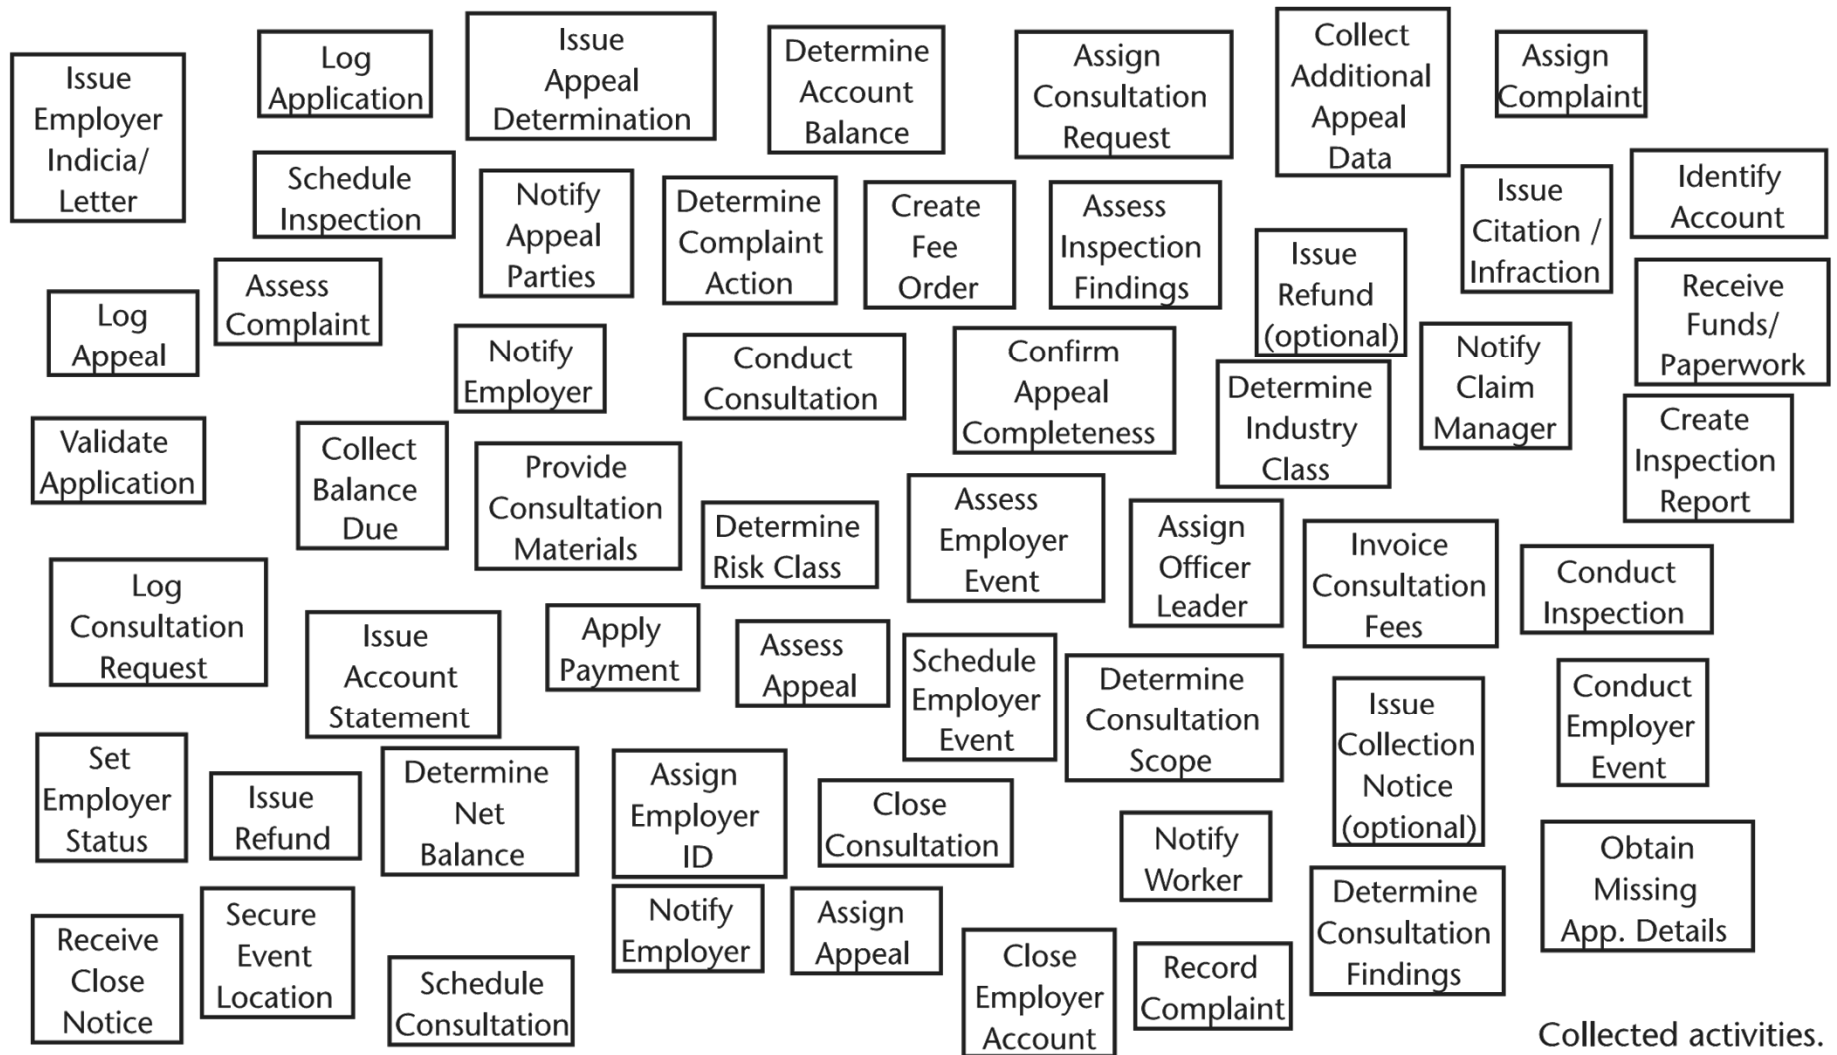 Issue
Employer
Indicia/
Letter
Log
Application
Issue
Appeal
Determination
Determine
Account
Balance
Assign
Consultation
Request
Collect
Additional
Appeal
Data
Assign
Complaint
Schedule
Inspection
Notify
Appeal
Parties
Determine
Complaint
Action
Create
Fee
Order
Assess
Inspection
Findings
Issue
Refund
(optional)
Issue
Citation /
Infraction
Identify
Account
Log
Appeal
Assess
Complaint
Notify
Employer
Conduct
Consultation
Confirm
Appeal
Completeness
Determine
Industry
Class
Notify
Claim
Manager
Receive
Funds/
Paperwork
Validate
Application
Collect
Balance
Due
Provide
Consultation
Materials
Determine
Risk Class
Assess
Employer
Event
Assign
Officer
Leader
Invoice
Consultation
Fees
Create
Inspection
Report
Conduct
Inspection
Log
Consultation
Request
Issue
Account
Statement
Apply
Payment
Assess
Appeal
Schedule
Employer
Event
Determine
Consultation
Scope
Issue
Collection
Notice
(optional)
Conduct
Employer
Event
Set
Employer
Status
Issue
Refund
Determine
Net
Balance
Assign
Employer
ID
Close
Consultation
Notify
Worker
Obtain
Missing
App. Details
Receive
Close
Notice
Secure
Event
Location
Schedule
Consultation
Notify
Employer
Assign
Appeal
Close
Employer
Account
Record
Complaint
Determine
Consultation
Findings
Collected activities.